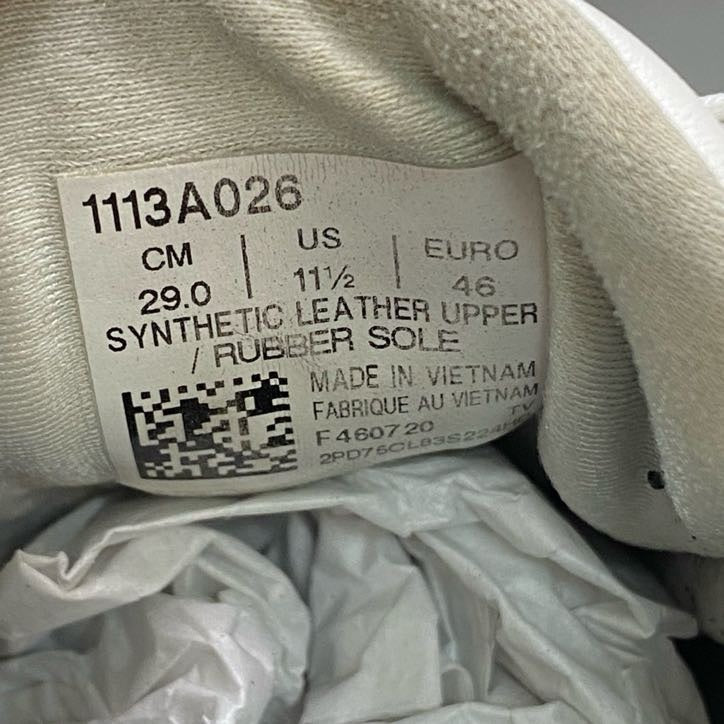 1113A026
CM | US | EURO
29.0 | 11½ | 46
SYNTHETIC LEATHER UPPER
/ RUBBER SOLE
MADE IN VIETNAM
FABRIQUE AU VIETNAM
F460720 TV